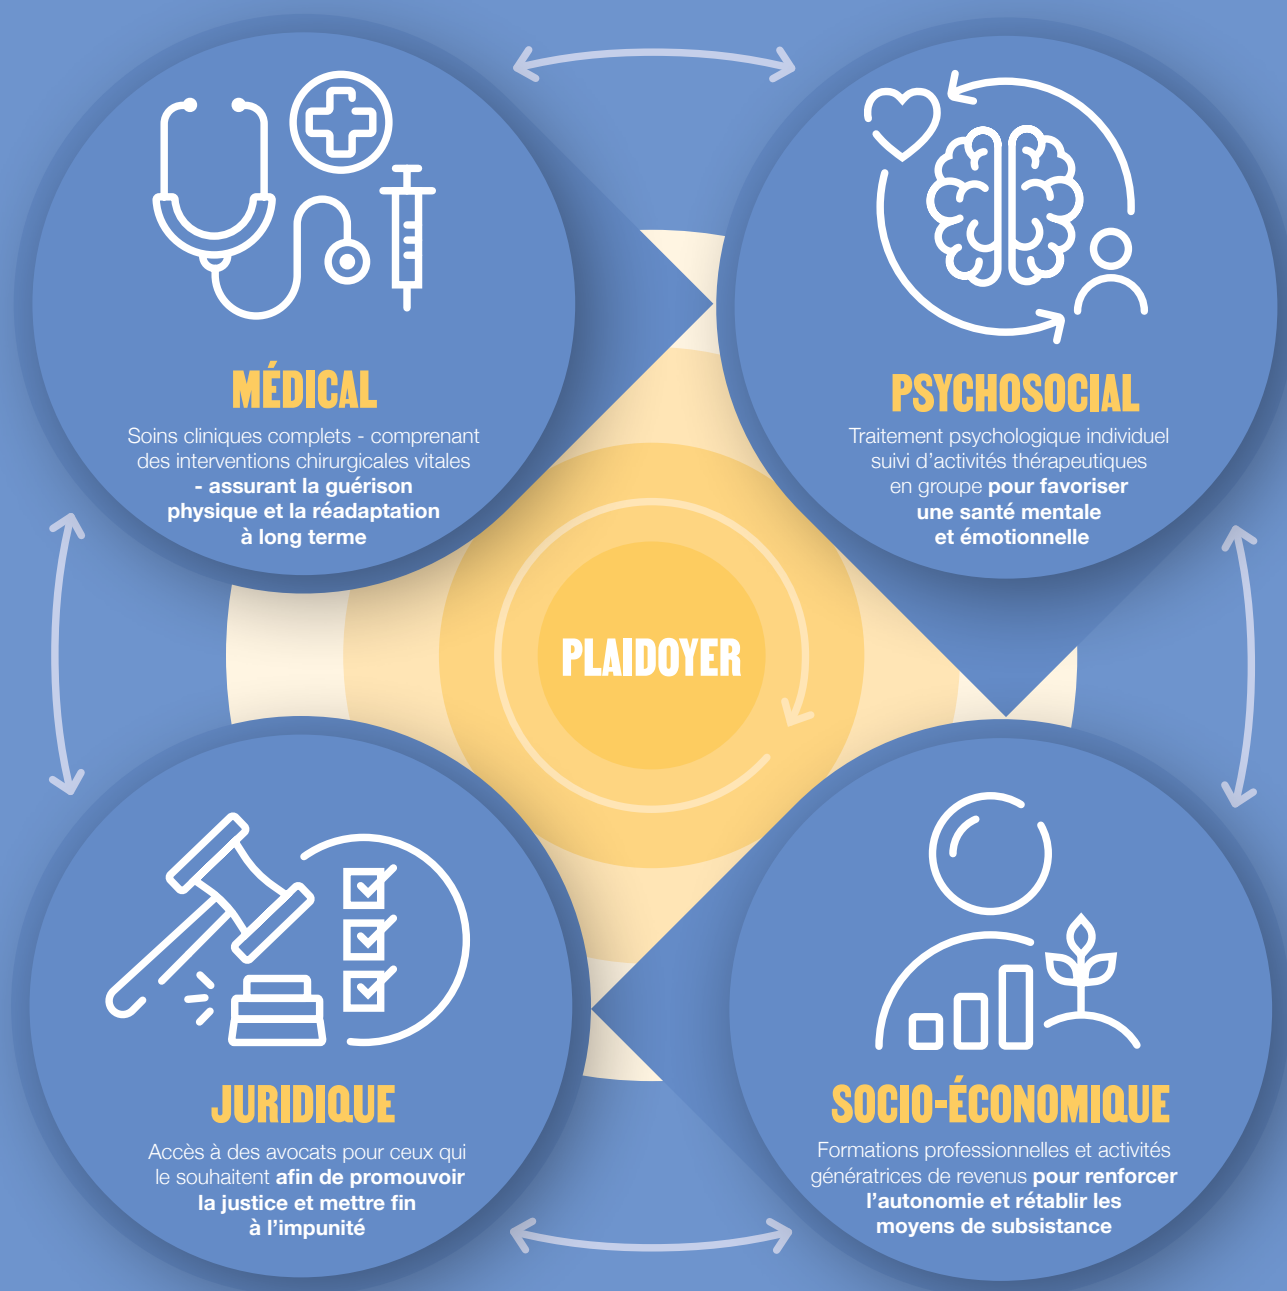 MÉDICAL
Soins cliniques complets - comprenant
des interventions chirurgicales vitales
- assurant la guérison
physique et la réadaptation
à long terme
PSYCHOSOCIAL
Traitement psychologique individuel
suivi d’activités thérapeutiques
en groupe pour favoriser
une santé mentale
et émotionnelle
PLAIDOYER
JURIDIQUE
Accès à des avocats pour ceux qui
le souhaitent afin de promouvoir
la justice et mettre fin
à l’impunité
SOCIO-ÉCONOMIQUE
Formations professionnelles et activités
génératrices de revenus pour renforcer
l’autonomie et rétablir les
moyens de subsistance